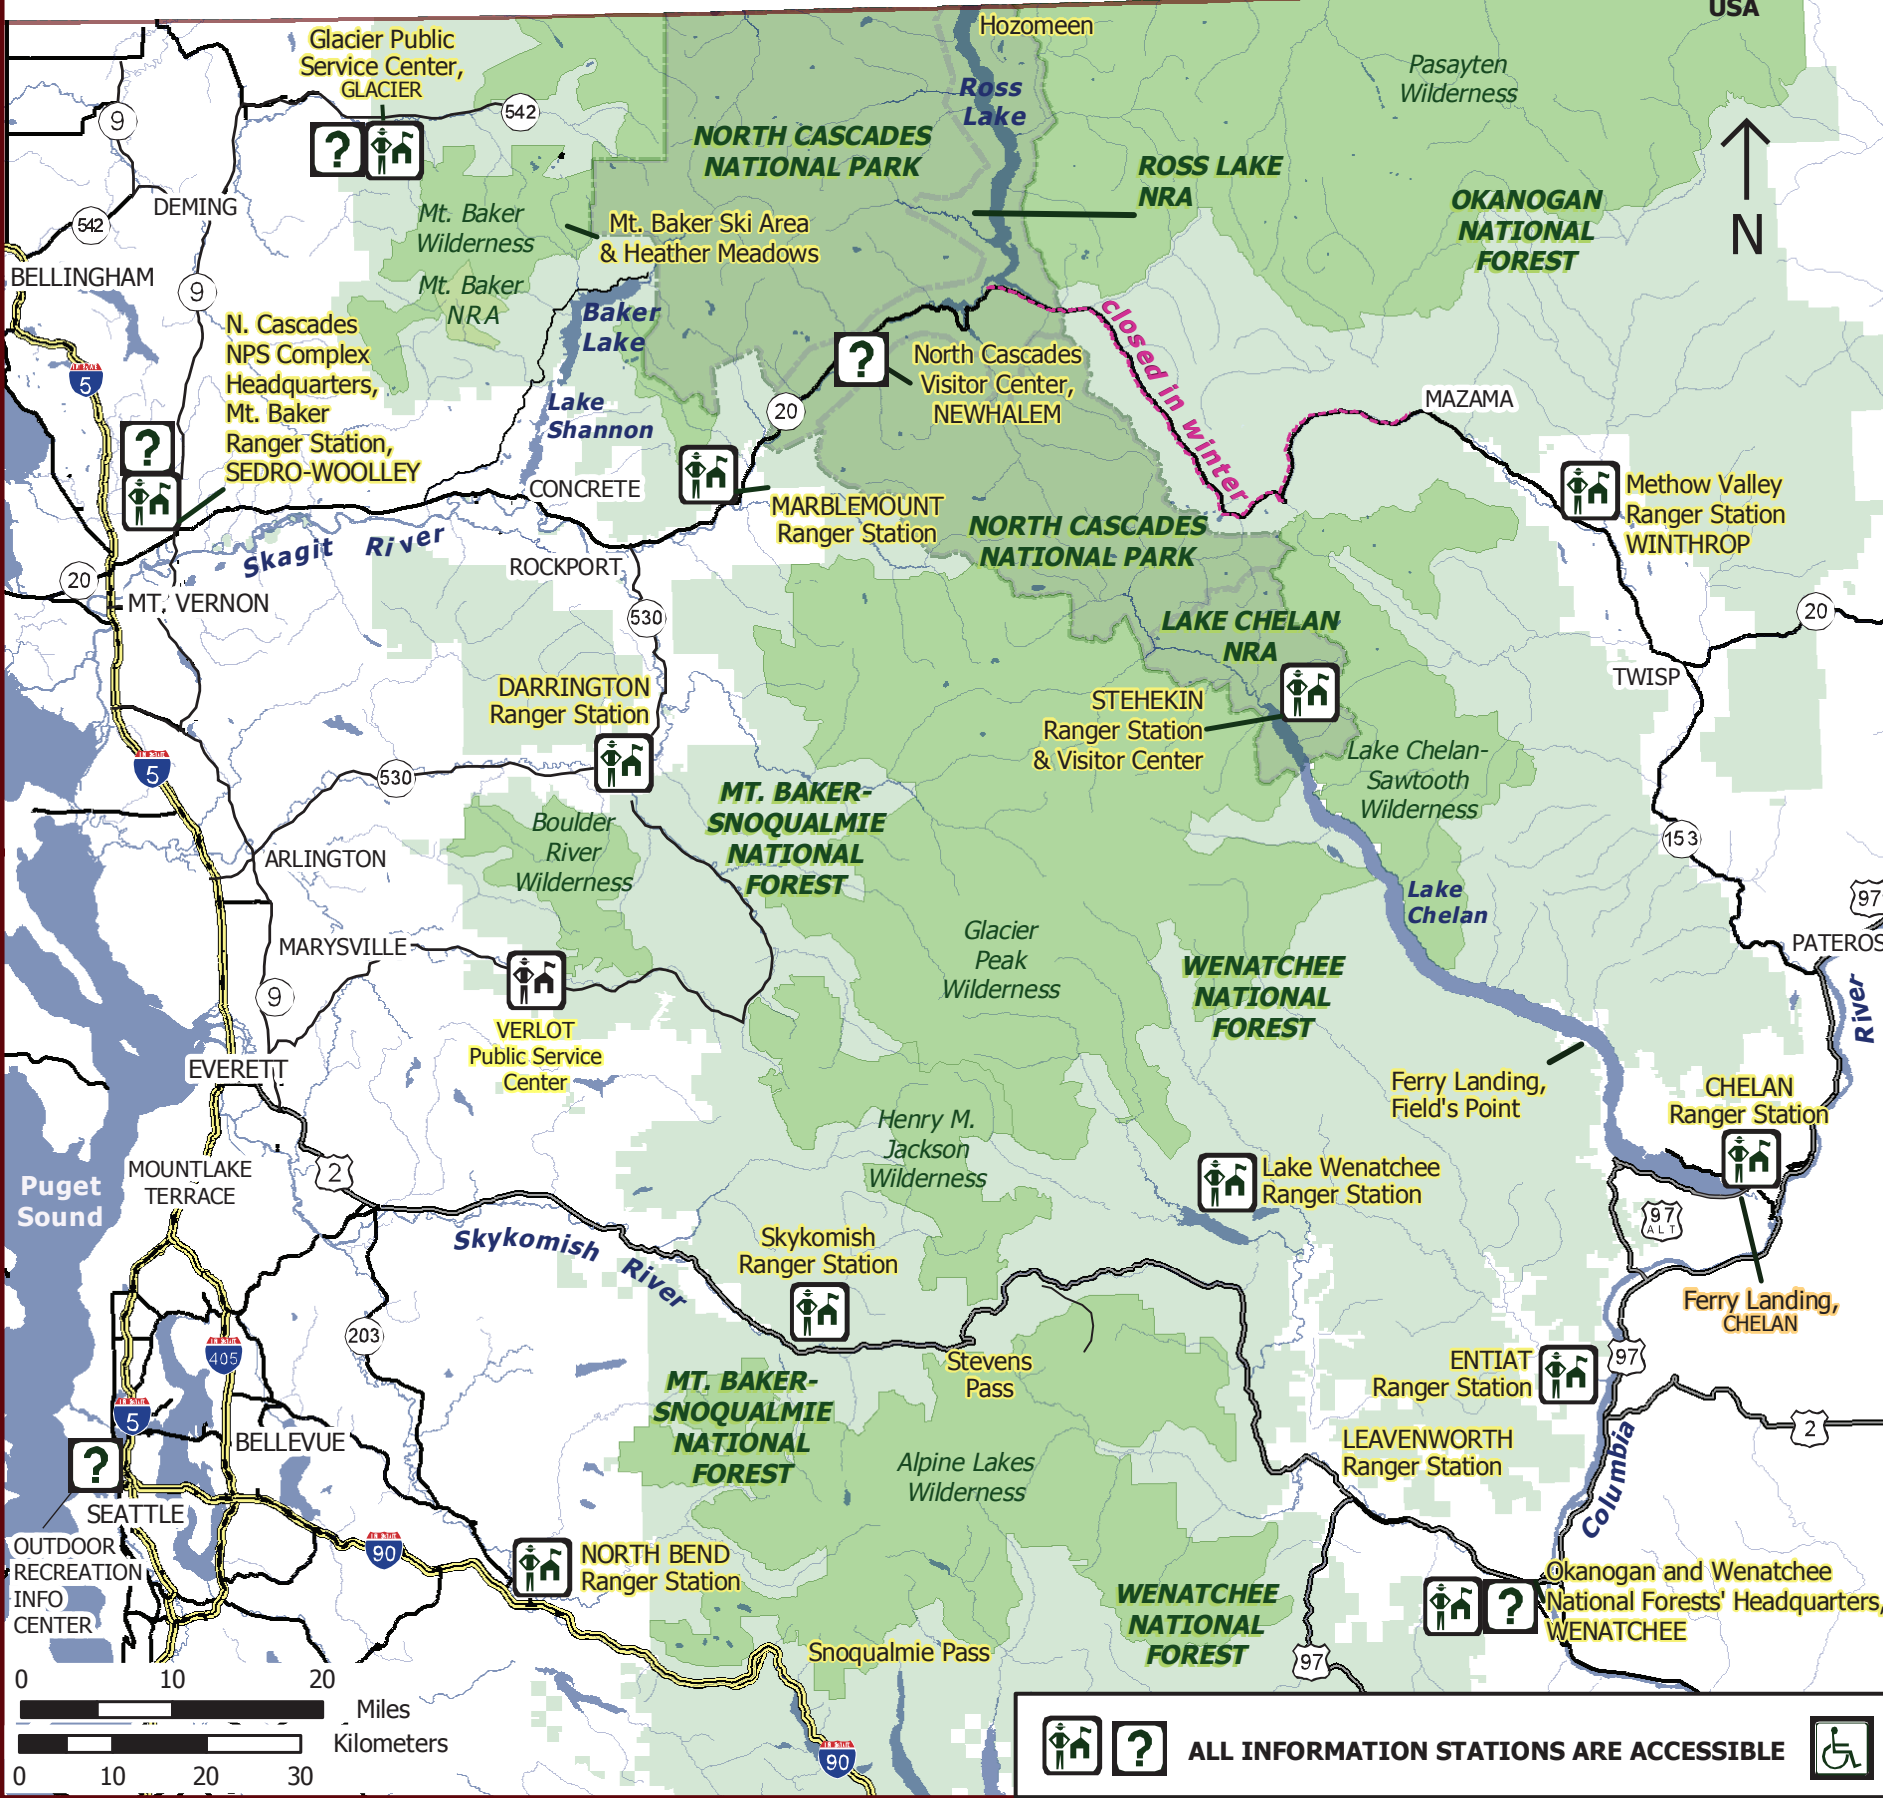 USA
Hozomeen
Glacier Public
Service Center,
GLACIER
542
9
Ross
Lake
Pasayten
Wilderness
NORTH CASCADES
NATIONAL PARK
ROSS LAKE
NRA
N
OKANOGAN
NATIONAL
FOREST
DEMING
542
Mt. Baker
Wilderness
Mt. Baker Ski Area
& Heather Meadows
BELLINGHAM
9
Mt. Baker
NRA
Baker
Lake
N. Cascades
NPS Complex
Headquarters,
Mt. Baker
Ranger Station,
SEDRO-WOOLLEY
5
North Cascades
Visitor Center,
NEWHALEM
closed in winter
MAZAMA
20
Lake
Shannon
CONCRETE
MARBLEMOUNT
Ranger Station
Methow Valley
Ranger Station
WINTHROP
Skagit River
ROCKPORT
NORTH CASCADES
NATIONAL PARK
20
MT. VERNON
530
LAKE CHELAN
NRA
20
TWISP
DARRINGTON
Ranger Station
STEHEKIN
Ranger Station
& Visitor Center
5
530
Lake Chelan-
Sawtooth
Wilderness
MT. BAKER-
SNOQUALMIE
NATIONAL
FOREST
Boulder
River
Wilderness
153
ARLINGTON
Lake
Chelan
97
MARYSVILLE
PATEROS
Glacier
Peak
Wilderness
WENATCHEE
NATIONAL
FOREST
9
River
VERLOT
Public Service
Center
EVERETT
Ferry Landing,
Field's Point
CHELAN
Ranger Station
Henry M.
Jackson
Wilderness
MOUNTLAKE
TERRACE
2
Lake Wenatchee
Ranger Station
Puget
Sound
97
ALT
Skykomish River
Skykomish
Ranger Station
Ferry Landing,
CHELAN
203
405
Stevens
Pass
97
ENTIAT
Ranger Station
MT. BAKER-
SNOQUALMIE
NATIONAL
FOREST
5
2
BELLEVUE
LEAVENWORTH
Ranger Station
Alpine Lakes
Wilderness
Columbia
SEATTLE
OUTDOOR
RECREATION
INFO
CENTER
90
NORTH BEND
Ranger Station
WENATCHEE
NATIONAL
FOREST
Okanogan and Wenatchee
National Forests' Headquarters,
WENATCHEE
Snoqualmie Pass
97
0 10 20
Miles
Kilometers
0 10 20 30
90
ALL INFORMATION STATIONS ARE ACCESSIBLE